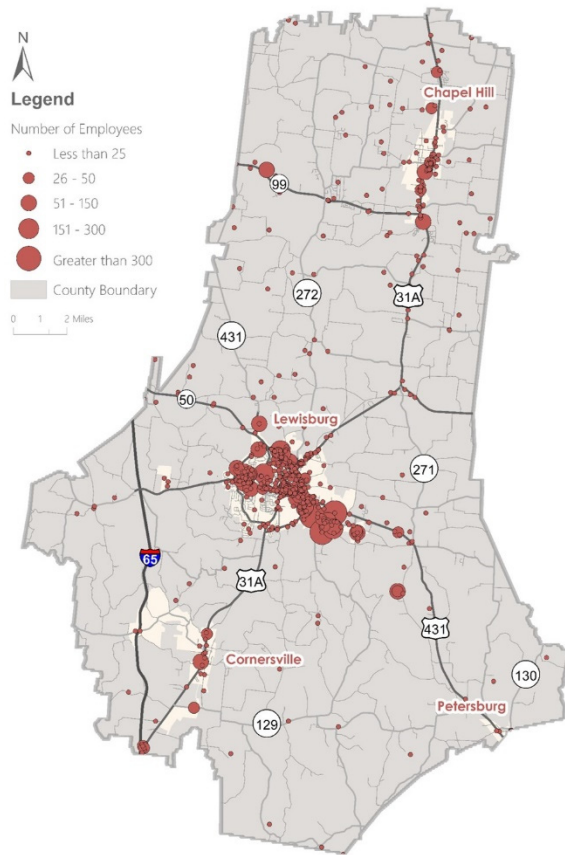 N
Legend
Number of Employees
Less than 25
26 - 50
51 - 150
151 - 300
Greater than 300
County Boundary
0 1 2 Miles
Chapel Hill
99
272
31A
431
50
Lewisburg
271
65
31A
431
Cornersville
130
Petersburg
129